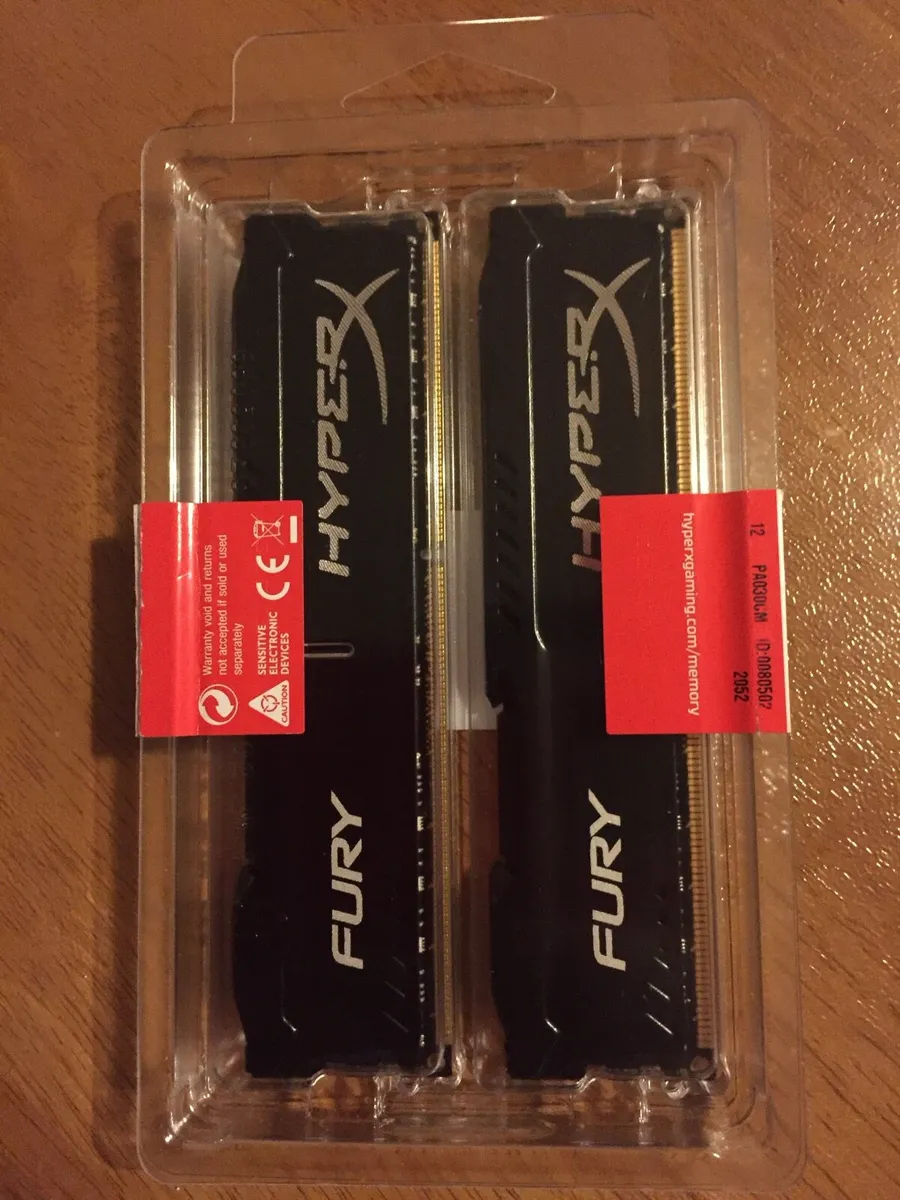 HYPERX
FURY
HYPERX
FURY
Warranty void and returns
not accepted if sold or used
separately
CE
SENSITIVE
ELECTRONIC
DEVICES
CAUTION
hyperxgaming.com/memory
12
2052